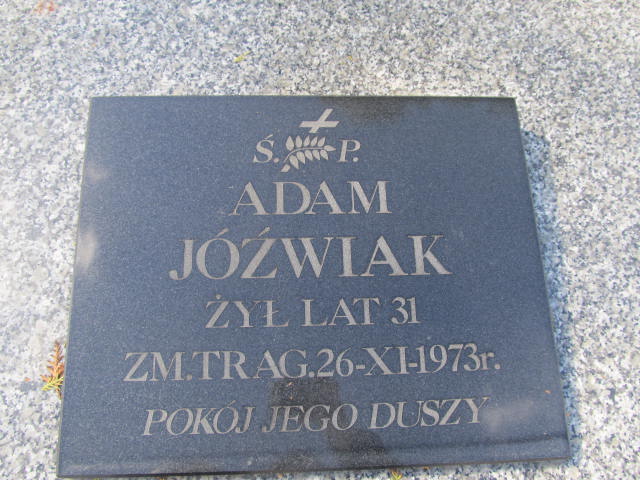 Ś. P.
ADAM
JÓŹWIAK
ŻYŁ LAT 31
ZM.TRAG.26-XI-1973r.
POKÓJ JEGO DUSZY